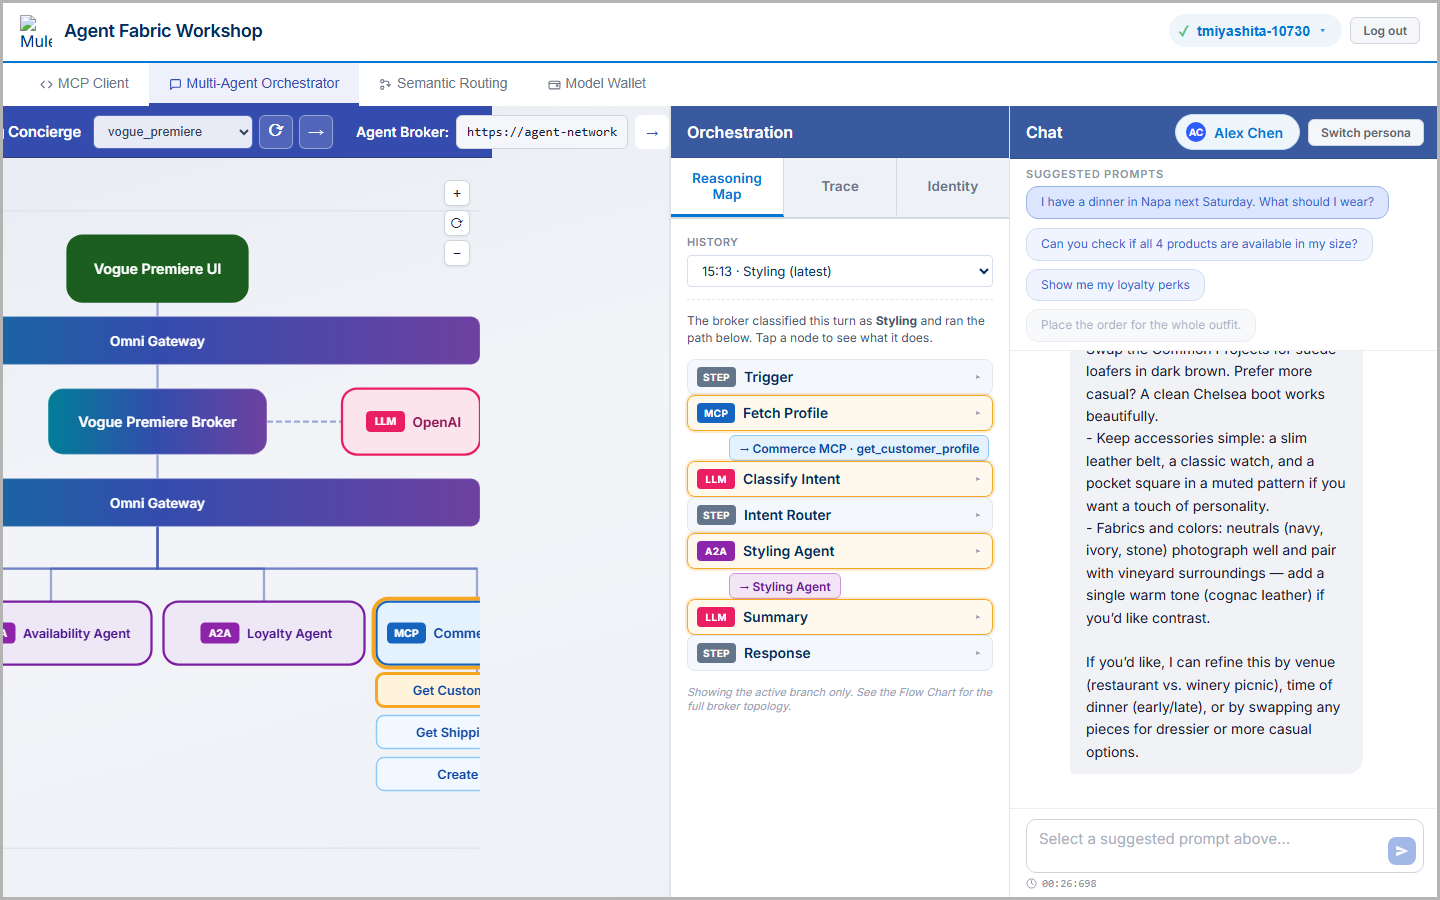 Mule
Agent Fabric Workshop
✓ tmiyashita-10730
Log out
MCP Client
Multi-Agent Orchestrator
Semantic Routing
Model Wallet
Concierge
vogue_premiere
Agent Broker:
https://agent-network
Vogue Premiere UI
Omni Gateway
Vogue Premiere Broker
LLM OpenAI
Omni Gateway
Availability Agent
A2A Loyalty Agent
MCP Comme
Get Custom
Get Shippi
Create
Orchestration
Reasoning
Map
Trace
Identity
HISTORY
15:13 · Styling (latest)
The broker classified this turn as Styling and ran the
path below. Tap a node to see what it does.
STEP Trigger
MCP Fetch Profile
→ Commerce MCP · get_customer_profile
LLM Classify Intent
STEP Intent Router
A2A Styling Agent
→ Styling Agent
LLM Summary
STEP Response
Showing the active branch only. See the Flow Chart for the
full broker topology.
Chat
AC Alex Chen
Switch persona
SUGGESTED PROMPTS
I have a dinner in Napa next Saturday. What should I wear?
Can you check if all 4 products are available in my size?
Show me my loyalty perks
Place the order for the whole outfit.
Swap the Common Projects for suede
loafers in dark brown. Prefer more
casual? A clean Chelsea boot works
beautifully.
- Keep accessories simple: a slim
leather belt, a classic watch, and a
pocket square in a muted pattern if you
want a touch of personality.
- Fabrics and colors: neutrals (navy,
ivory, stone) photograph well and pair
with vineyard surroundings — add a
single warm tone (cognac leather) if
you’d like contrast.
If you’d like, I can refine this by venue
(restaurant vs. winery picnic), time of
dinner (early/late), or by swapping any
pieces for dressier or more casual
options.
Select a suggested prompt above...
00:26:698